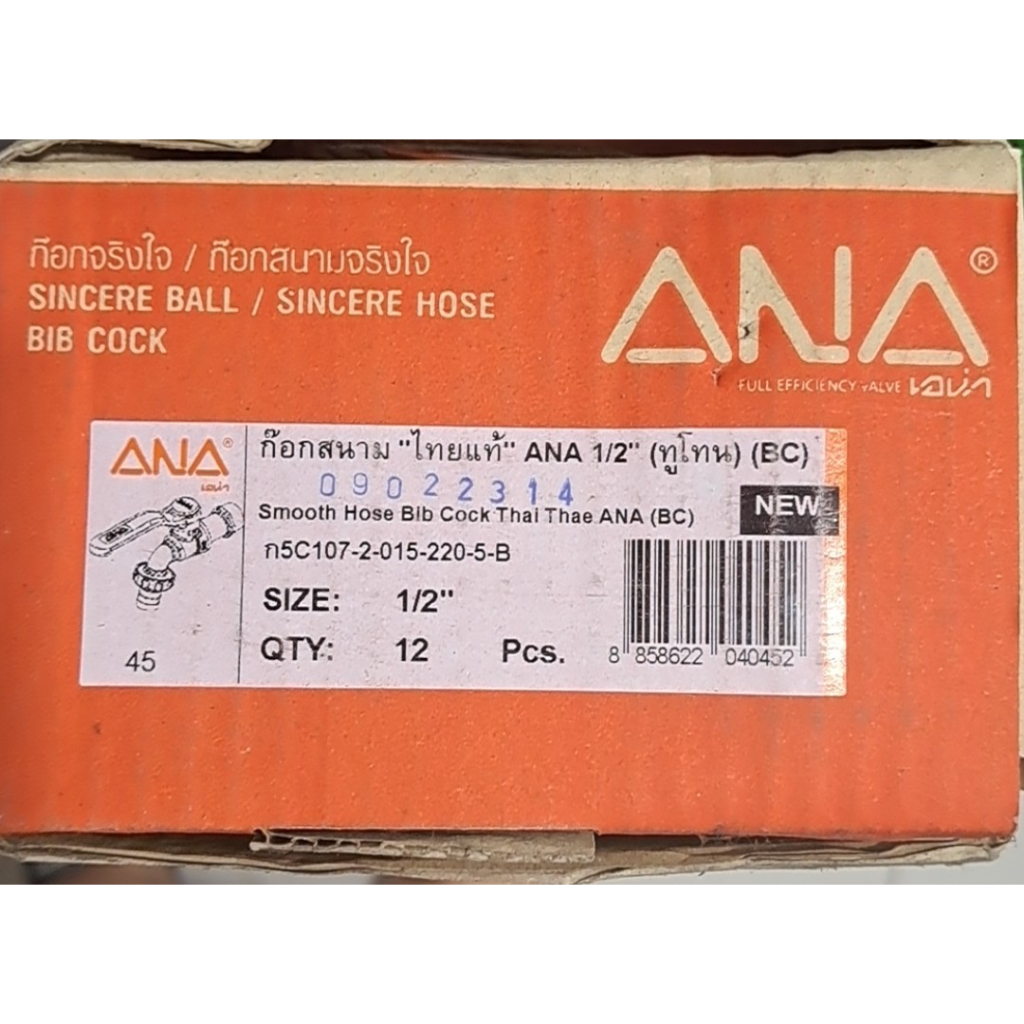 ก๊อกจริงใจ / ก๊อกสนามจริงใจ
SINCERE BALL / SINCERE HOSE
BIB COCK
ANA®
FULL EFFICIENCY VALVE เอน่า
ANA®
เอน่า
ก๊อกสนาม "ไทยแท้" ANA 1/2" (ทูโทน) (BC)
09022314
Smooth Hose Bib Cock Thai Thae ANA (BC)
NEW
ก5C107-2-015-220-5-B
SIZE: 1/2"
QTY: 12 Pcs.
8 858622 040452
45